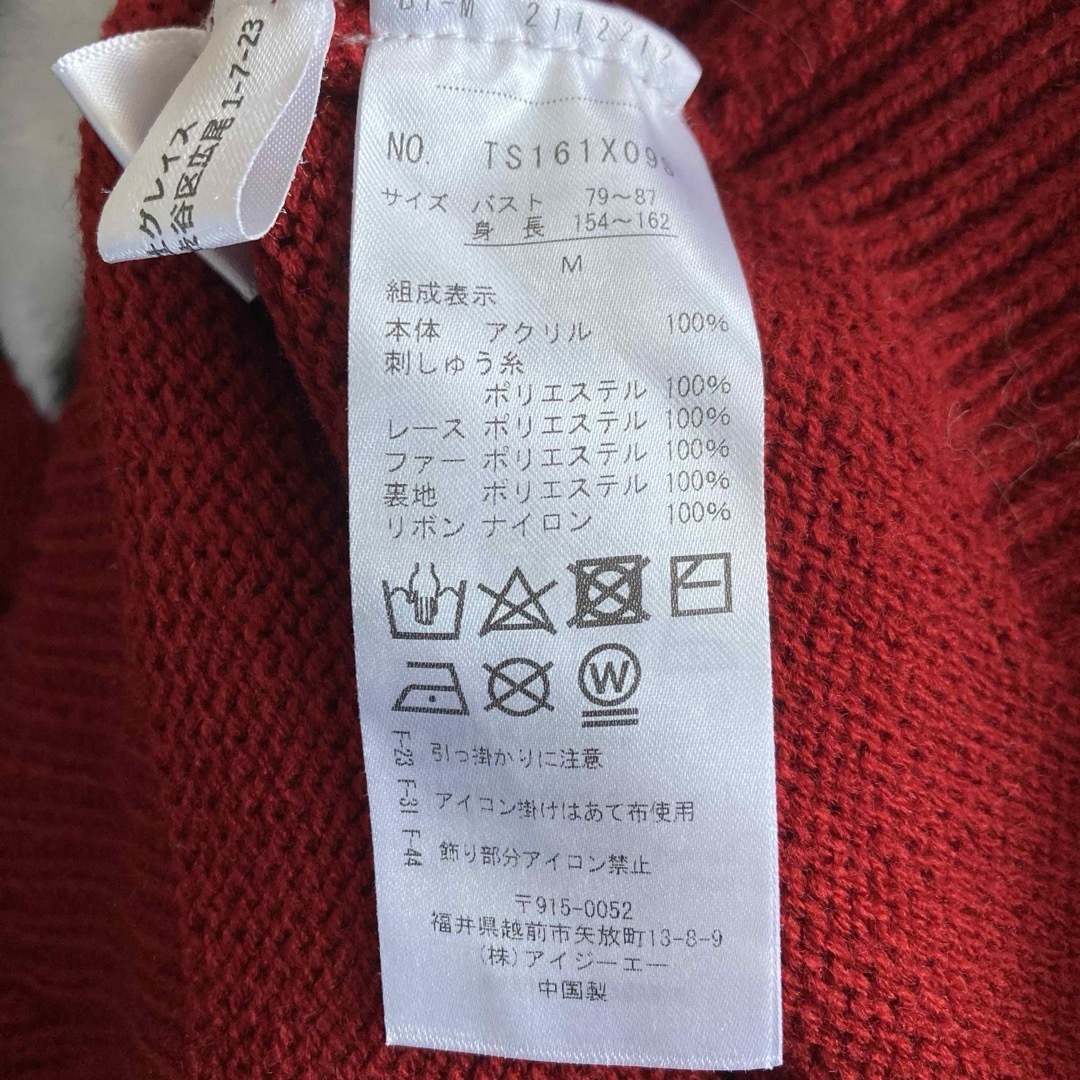 2112212
NO. TS161X09
サイズ バスト 79～87
身長 154～162
M
組成表示
本体 アクリル 100%
刺しゅう糸
ポリエステル 100%
レース ポリエステル 100%
ファー ポリエステル 100%
裏地 ポリエステル 100%
リボン ナイロン 100%
W
F-23 引っ掛かりに注意
F-31 アイコン掛けはあて布使用
F-44 飾り部分アイロン禁止
〒915-0052
福井県越前市矢放町13-8-9
(株)アイジーエー
中国製
グレイス
渋谷区広尾1-7-23